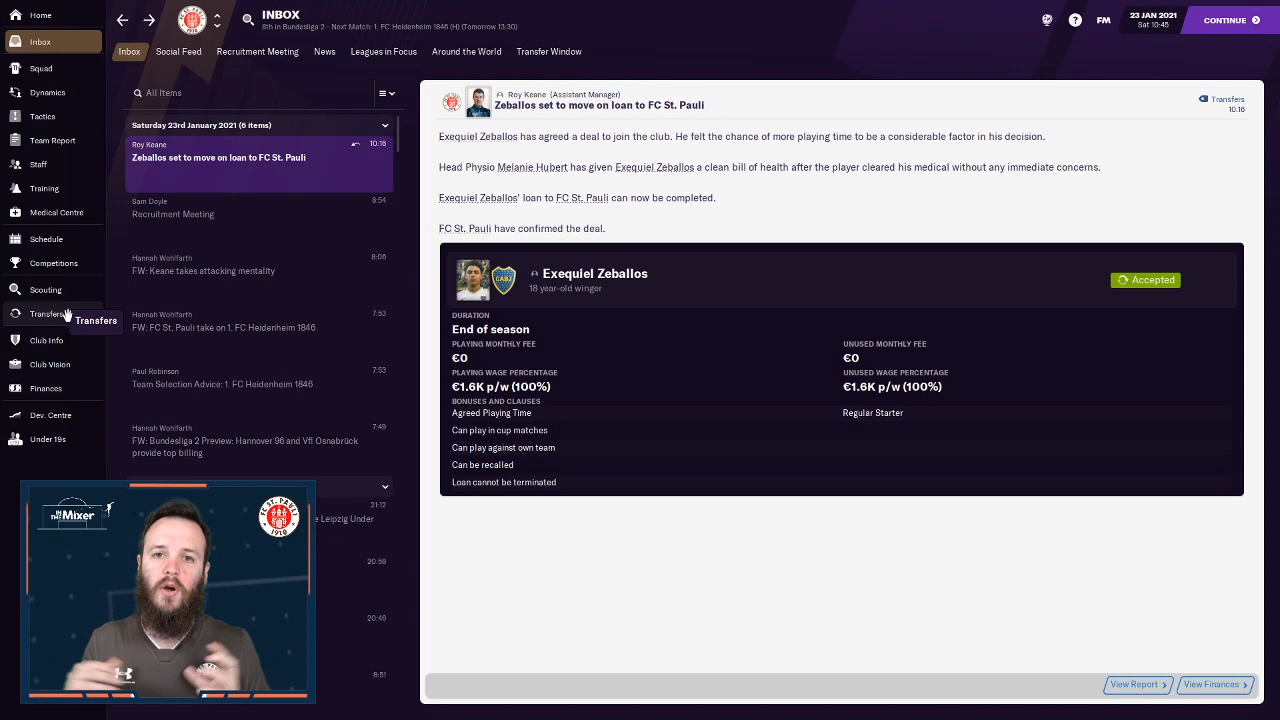 Home
Inbox
Squad
Dynamics
Tactics
Team Report
Staff
Training
Medical Centre
Schedule
Competitions
Scouting
Transfers
Transfers
Club Info
Club Vision
Finances
Dev. Centre
Under 19s
INBOX
8th in Bundesliga 2 - Next Match: 1. FC Heidenheim 1846 (H) (Tomorrow 13:30)
FM
23 JAN 2021
Sat 10:45
CONTINUE
Inbox
Social Feed
Recruitment Meeting
News
Leagues in Focus
Around the World
Transfer Window
All Items
Saturday 23rd January 2021 (6 items)
Roy Keane
10:16
Zeballos set to move on loan to FC St. Pauli
Sam Doyle
8:54
Recruitment Meeting
Hannah Wohlfarth
8:06
FW: Keane takes attacking mentality
Hannah Wohlfarth
7:53
FW: FC St. Pauli take on 1. FC Heidenheim 1846
Paul Robinson
7:53
Team Selection Advice: 1. FC Heidenheim 1846
Hannah Wohlfarth
7:49
FW: Bundesliga 2 Preview: Hannover 96 and Vfl Osnabrück
provide top billing
21:12
e Leipzig Under
20:58
20:46
8:51
IN THE Mixer
FC ST. PAULI
1910
Roy Keane (Assistant Manager)
Zeballos set to move on loan to FC St. Pauli
Transfers
10.16
Exequiel Zeballos has agreed a deal to join the club. He felt the chance of more playing time to be a considerable factor in his decision.
Head Physio Melanie Hubert has given Exequiel Zeballos a clean bill of health after the player cleared his medical without any immediate concerns.
Exequiel Zeballos' loan to FC St. Pauli can now be completed.
FC St. Pauli have confirmed the deal.
CABJ
Exequiel Zeballos
18 year-old winger
Accepted
DURATION
End of season
PLAYING MONTHLY FEE
€0
UNUSED MONTHLY FEE
€0
PLAYING WAGE PERCENTAGE
€1.6K p/w (100%)
UNUSED WAGE PERCENTAGE
€1.6K p/w (100%)
BONUSES AND CLAUSES
Agreed Playing Time
Regular Starter
Can play in cup matches
Can play against own team
Can be recalled
Loan cannot be terminated
View Report
View Finances